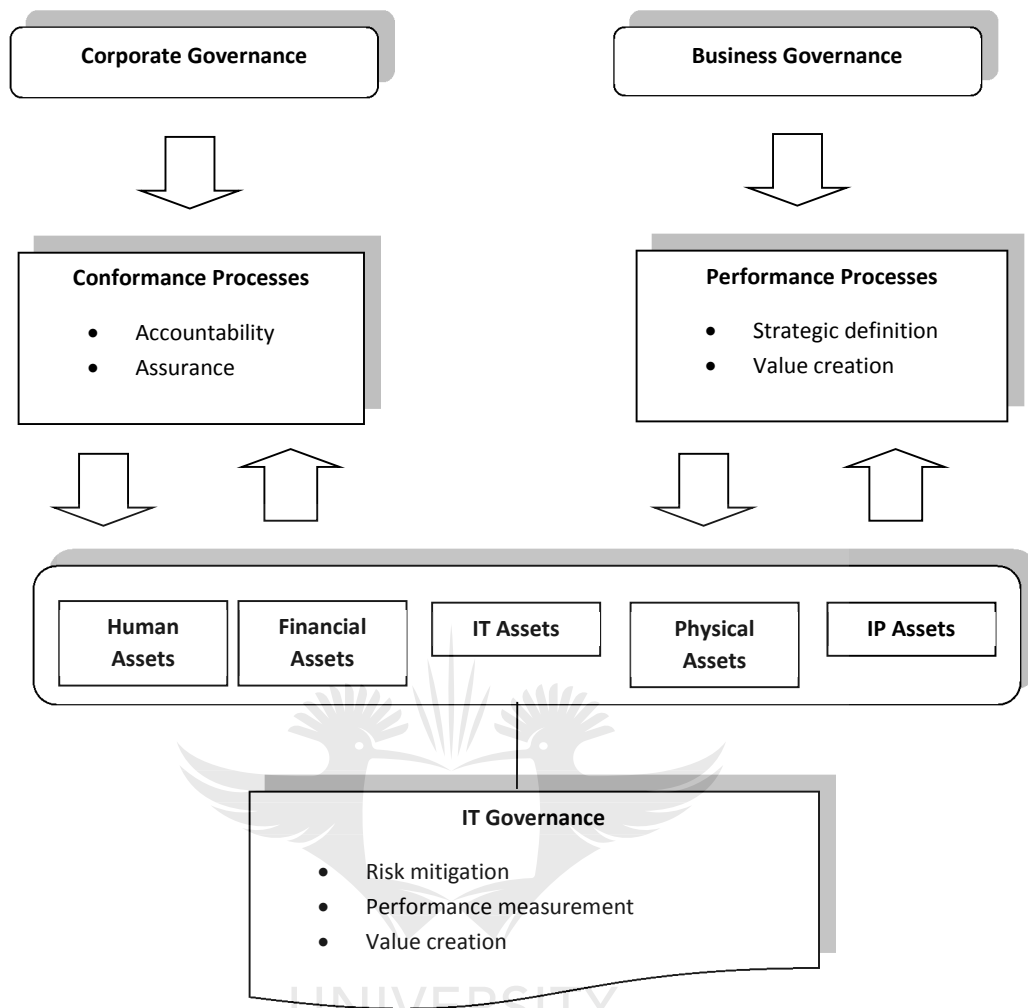 Corporate Governance
Business Governance
Conformance Processes
• Accountability
• Assurance
Performance Processes
• Strategic definition
• Value creation
Human
Assets
Financial
Assets
IT Assets
Physical
Assets
IP Assets
IT Governance
• Risk mitigation
• Performance measurement
• Value creation
UNIVERSITY